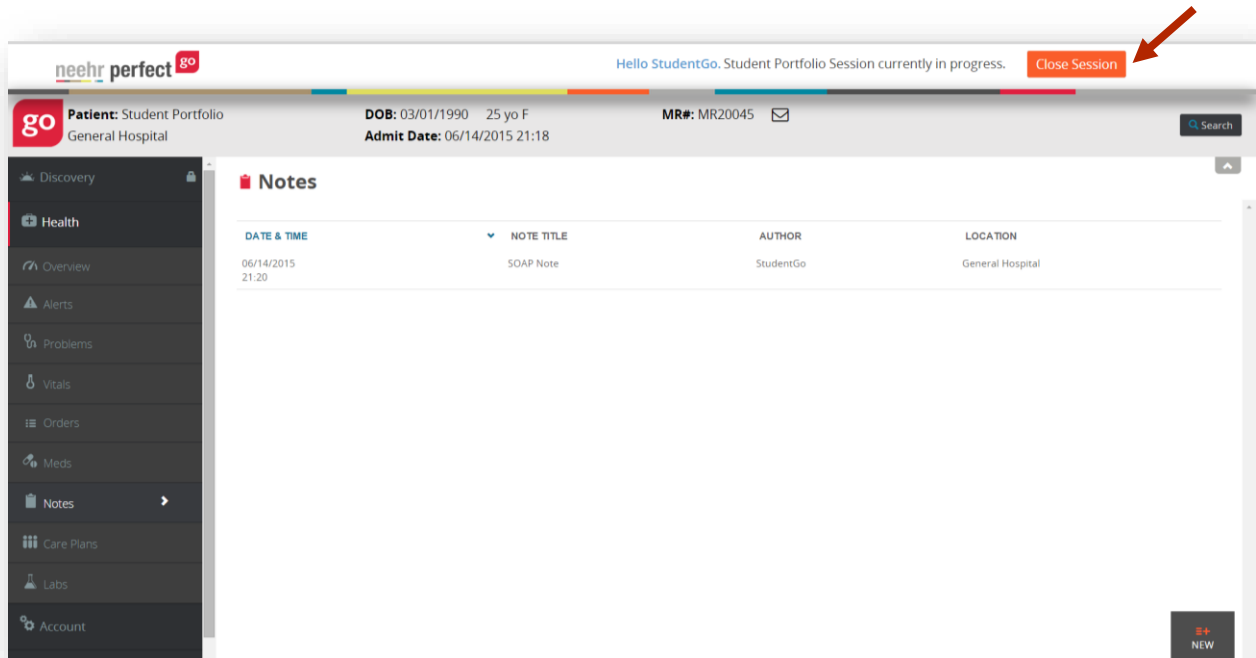 neehr perfect go
Hello StudentGo. Student Portfolio Session currently in progress.
Close Session
go
Patient: Student Portfolio
General Hospital
DOB: 03/01/1990 25 yo F
Admit Date: 06/14/2015 21:18
MR#: MR20045
Search
Discovery
Health
Overview
Alerts
Problems
Vitals
Orders
Meds
Notes
Care Plans
Labs
Account
Notes
DATE & TIME NOTE TITLE AUTHOR LOCATION
06/14/2015 SOAP Note StudentGo General Hospital
21:20
NEW